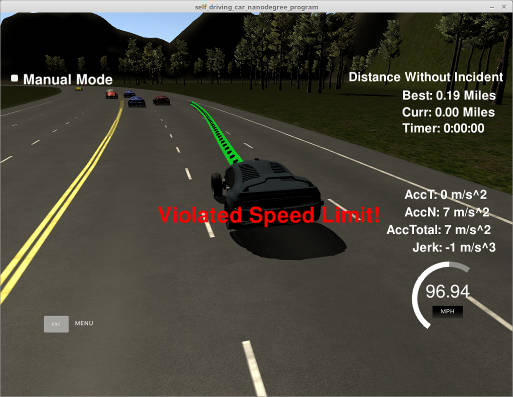 self driving car nanodegree program
Manual Mode
Distance Without Incident
Best: 0.19 Miles
Curr: 0.00 Miles
Timer: 0:00:00
Violated Speed Limit!
AccT: 0 m/s^2
AccN: 7 m/s^2
AccTotal: 7 m/s^2
Jerk: -1 m/s^3
96.94
MPH
ESC
MENU